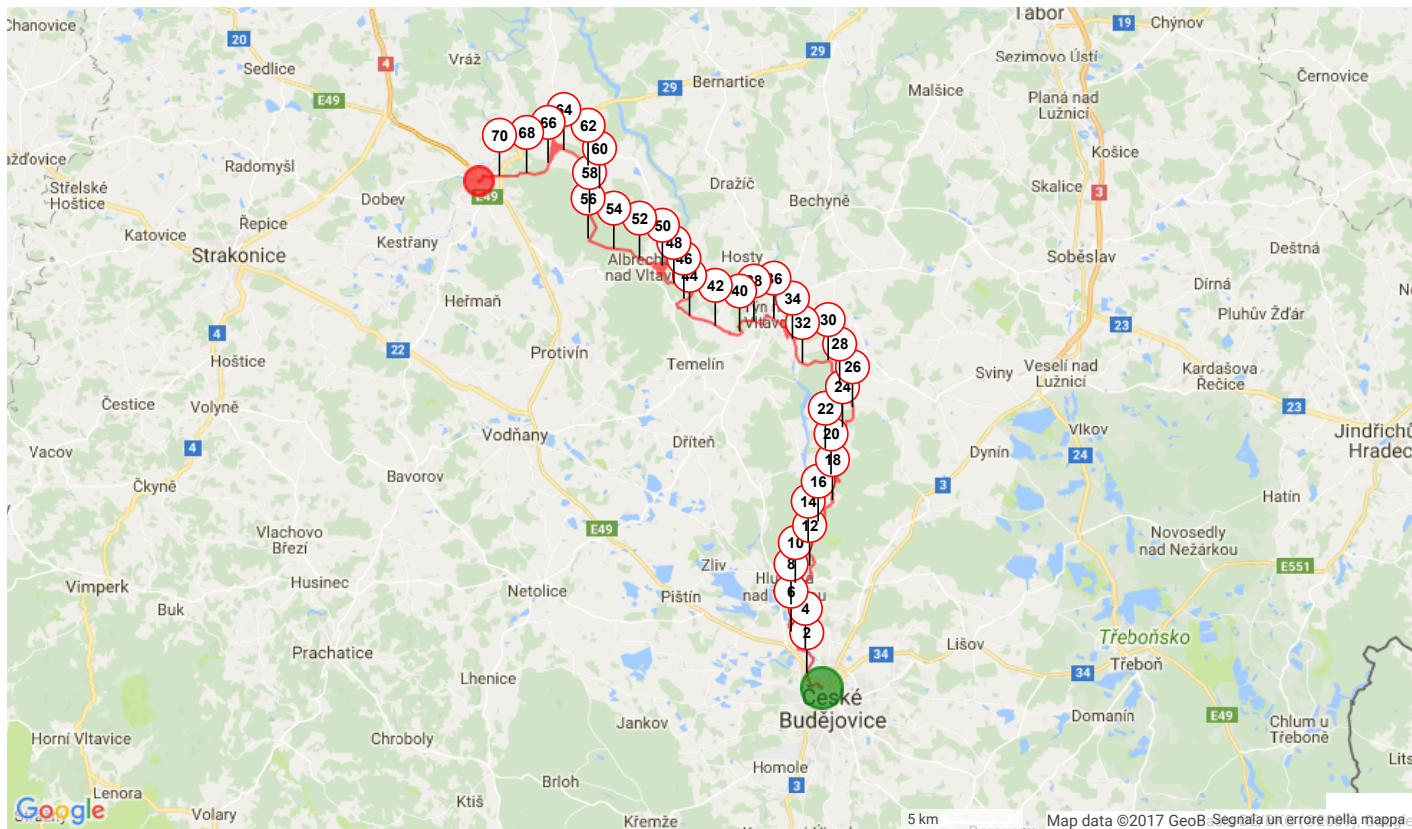 Chanovice
20
Sedlice
4
Vráž
E49
29
29
Bernartice
Tábor
19
Chýnov
Sezimovo Ústí
Černovice
Malšice
Planá nad
Lužnicí
64
66
62
70
68
60
58
56
54
52
50
48
46
44
42
40
38
36
34
32
30
28
26
24
22
20
18
16
14
12
10
8
6
4
2
Radomyšl
Střelské
Hoštice
Dobev
E49
Košice
Skalice
3
Dražíč
Bechyně
Řepice
Katovice
Strakonice
Kestřany
Hosty
Soběslav
Deštná
Heřmaň
Dírná
Pluhův Žďár
4
22
23
Hoštice
Protivín
Temelín
Sviny
Veselí nad
Lužnicí
Kardašova
Řečice
Čestice
Volyně
23
Vodňany
Dříteň
Vlkov
Jindřichů
Hradec
4
Vacov
Dynín
24
Čkyně
Bavorov
3
Hatín
Vlachovo
Březí
E49
Novosedly
nad Nežárkou
E551
Zliv
Vimperk
Husinec
Netolice
Pištín
Buk
Prachatice
34
Lišov
Třeboňsko
Třeboň
34
Lhenice
České
Budějovice
Jankov
Domanín
E49
Chlum u
Třeboně
Horní Vltavice
Chroboly
Homole
3
Brloh
Lenora
Ktiš
Volary
Křemže
Google
5 km
Map data ©2017 GeoB
Segnala un errore nella mappa